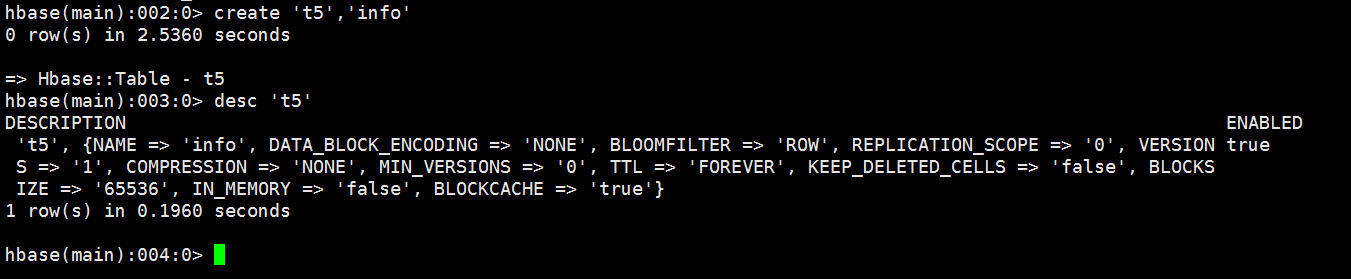 hbase(main):002:0> create 't5','info'
0 row(s) in 2.5360 seconds
=> Hbase::Table - t5
hbase(main):003:0> desc 't5'
DESCRIPTION ENABLED
't5', {NAME => 'info', DATA_BLOCK_ENCODING => 'NONE', BLOOMFILTER => 'ROW', REPLICATION_SCOPE => '0', VERSION true
S => '1', COMPRESSION => 'NONE', MIN_VERSIONS => '0', TTL => 'FOREVER', KEEP_DELETED_CELLS => 'false', BLOCKS
IZE => '65536', IN_MEMORY => 'false', BLOCKCACHE => 'true'}
1 row(s) in 0.1960 seconds
hbase(main):004:0>